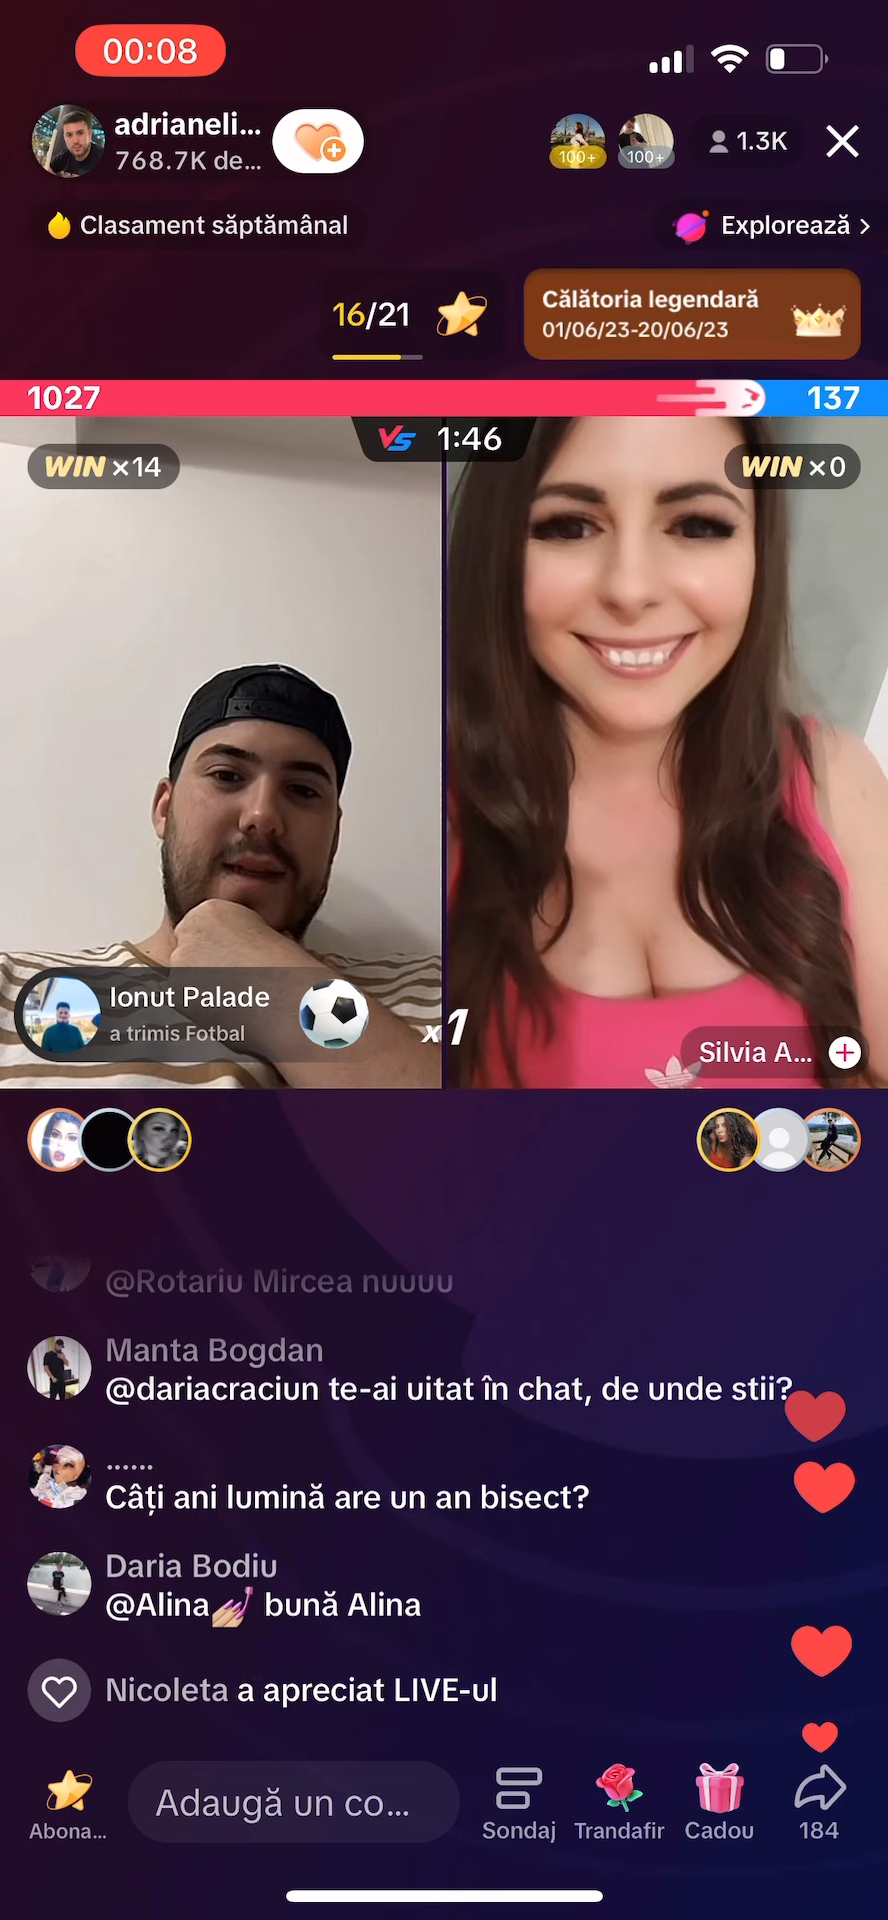 00:08
adrianeli...
768.7K de...
100+
100+
1.3K
Clasament săptămânal
Explorează >
16/21
Călătoria legendară
01/06/23-20/06/23
1027
137
VS 1:46
WIN x14
WIN x0
Ionut Palade
a trimis Fotbal
x1
Silvia A...
@Rotariu Mircea nuuuu
Manta Bogdan
@dariacraciun te-ai uitat în chat, de unde stii?
......
Câți ani lumină are un an bisect?
Daria Bodiu
@Alina💅🏼 bună Alina
Nicoleta a apreciat LIVE-ul
Adaugă un co...
Abona...
Sondaj
Trandafir
Cadou
184